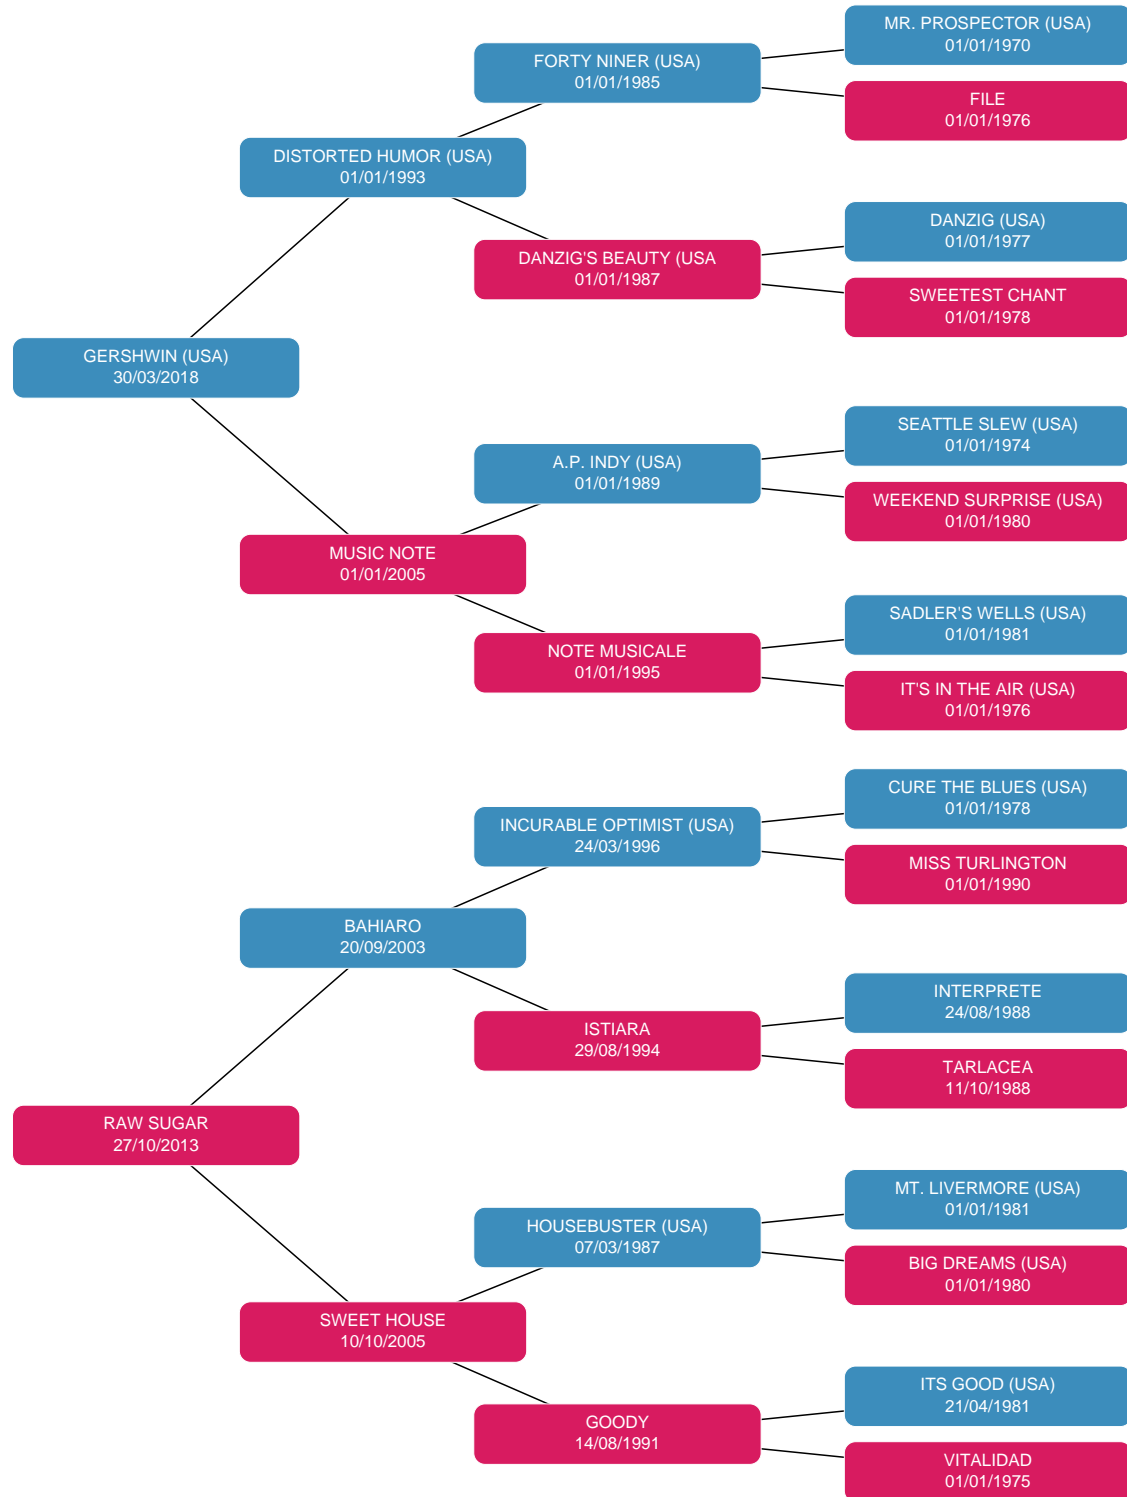 MR. PROSPECTOR (USA)
01/01/1970
FORTY NINER (USA)
01/01/1985
FILE
01/01/1976
DISTORTED HUMOR (USA)
01/01/1993
DANZIG (USA)
01/01/1977
DANZIG'S BEAUTY (USA
01/01/1987
SWEETEST CHANT
01/01/1978
GERSHWIN (USA)
30/03/2018
SEATTLE SLEW (USA)
01/01/1974
A.P. INDY (USA)
01/01/1989
WEEKEND SURPRISE (USA)
01/01/1980
MUSIC NOTE
01/01/2005
SADLER'S WELLS (USA)
01/01/1981
NOTE MUSICALE
01/01/1995
IT'S IN THE AIR (USA)
01/01/1976
CURE THE BLUES (USA)
01/01/1978
INCURABLE OPTIMIST (USA)
24/03/1996
MISS TURLINGTON
01/01/1990
BAHIARO
20/09/2003
INTERPRETE
24/08/1988
ISTIARA
29/08/1994
TARLACEA
11/10/1988
RAW SUGAR
27/10/2013
MT. LIVERMORE (USA)
01/01/1981
HOUSEBUSTER (USA)
07/03/1987
BIG DREAMS (USA)
01/01/1980
SWEET HOUSE
10/10/2005
ITS GOOD (USA)
21/04/1981
GOODY
14/08/1991
VITALIDAD
01/01/1975